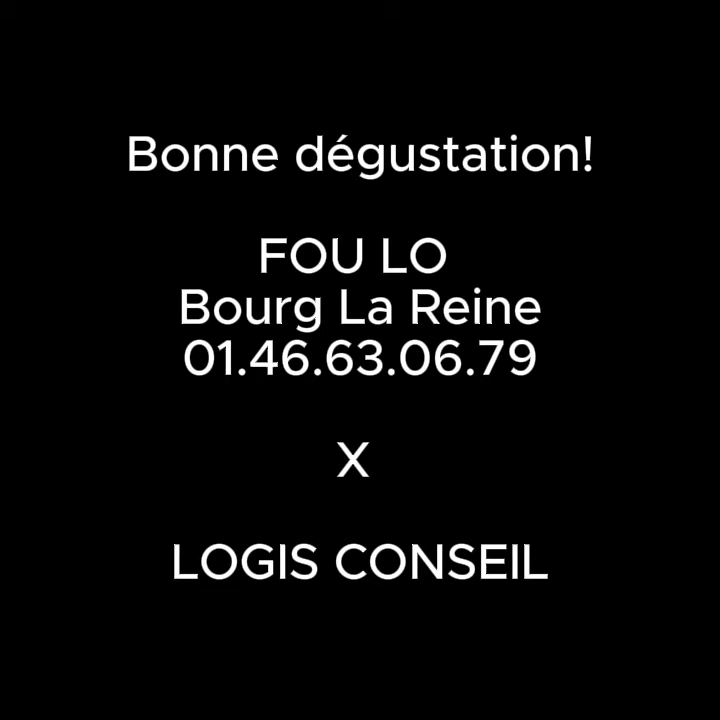 Bonne dégustation!
FOU LO
Bourg La Reine
01.46.63.06.79
X
LOGIS CONSEIL